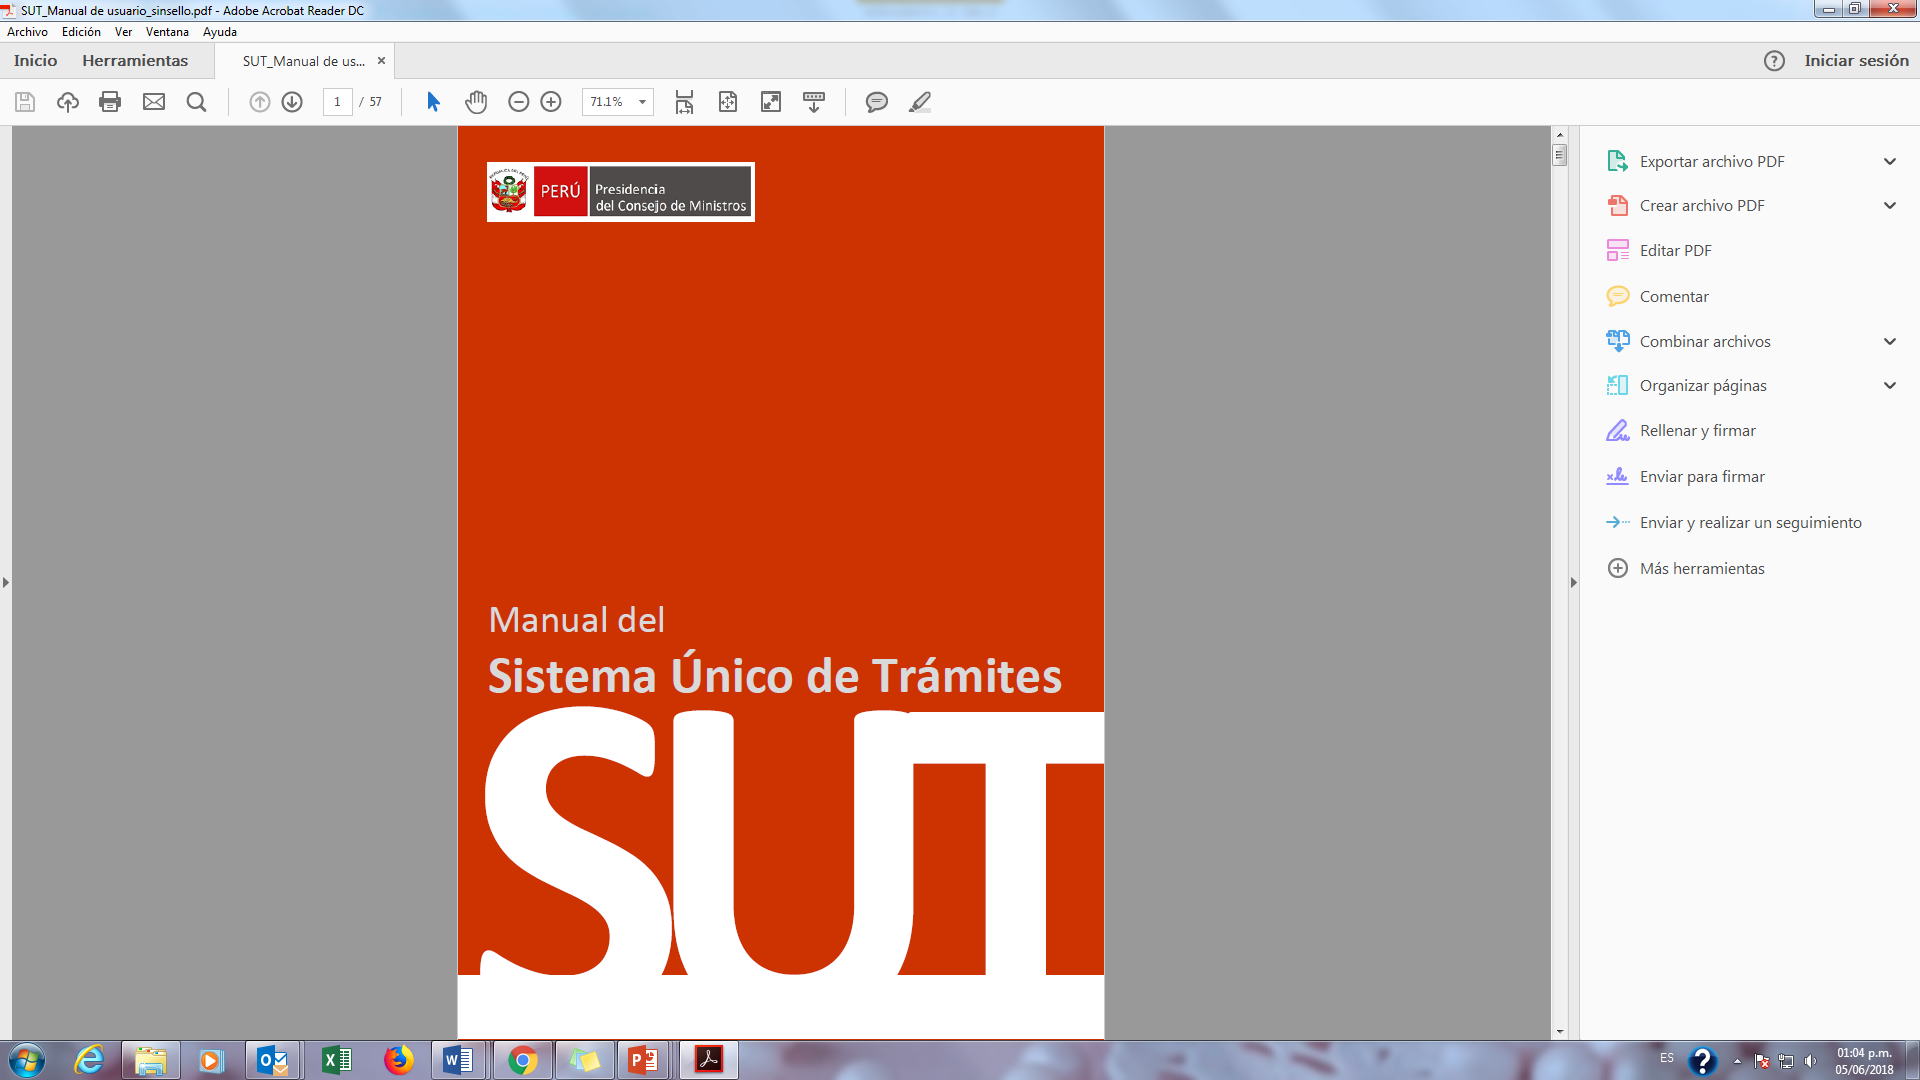 SUT_Manual de usuario_sinsello.pdf - Adobe Acrobat Reader DC
Archivo Edición Ver Ventana Ayuda
Inicio Herramientas SUT_Manual de us... × ? Iniciar sesión
1 / 57 71.1%
PERÚ Presidencia
del Consejo de Ministros
Manual del
Sistema Único de Trámites
SUT
Exportar archivo PDF
Crear archivo PDF
Editar PDF
Comentar
Combinar archivos
Organizar páginas
Rellenar y firmar
Enviar para firmar
Enviar y realizar un seguimiento
Más herramientas
ES
01:04 p.m.
05/06/2018